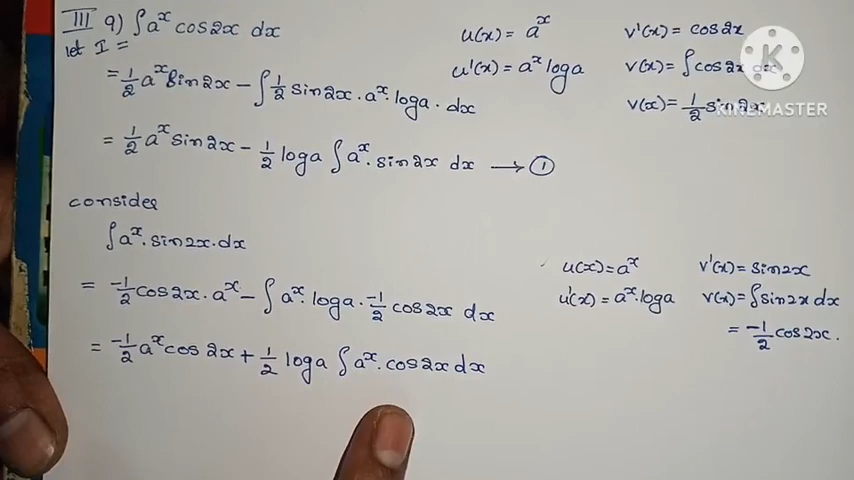 III 9) ∫a^x cos2x dx
let I =
= 1/2 a^x sin2x - ∫1/2 sin2x . a^x . loga . dx
= 1/2 a^x sin2x - 1/2 loga ∫a^x . sin2x dx → ①
u(x) = a^x v'(x) = cos2x
u'(x) = a^x loga v(x) = ∫cos2x dx
v(x) = 1/2 sin2x
K
KINEMASTER
consider
∫a^x . sin2x . dx
= -1/2 cos2x . a^x - ∫a^x . loga . -1/2 cos2x dx
= -1/2 a^x cos2x + 1/2 loga ∫a^x . cos2x dx
u(x) = a^x v'(x) = sin2x
u'(x) = a^x . loga v(x) = ∫sin2x dx
= -1/2 cos2x .